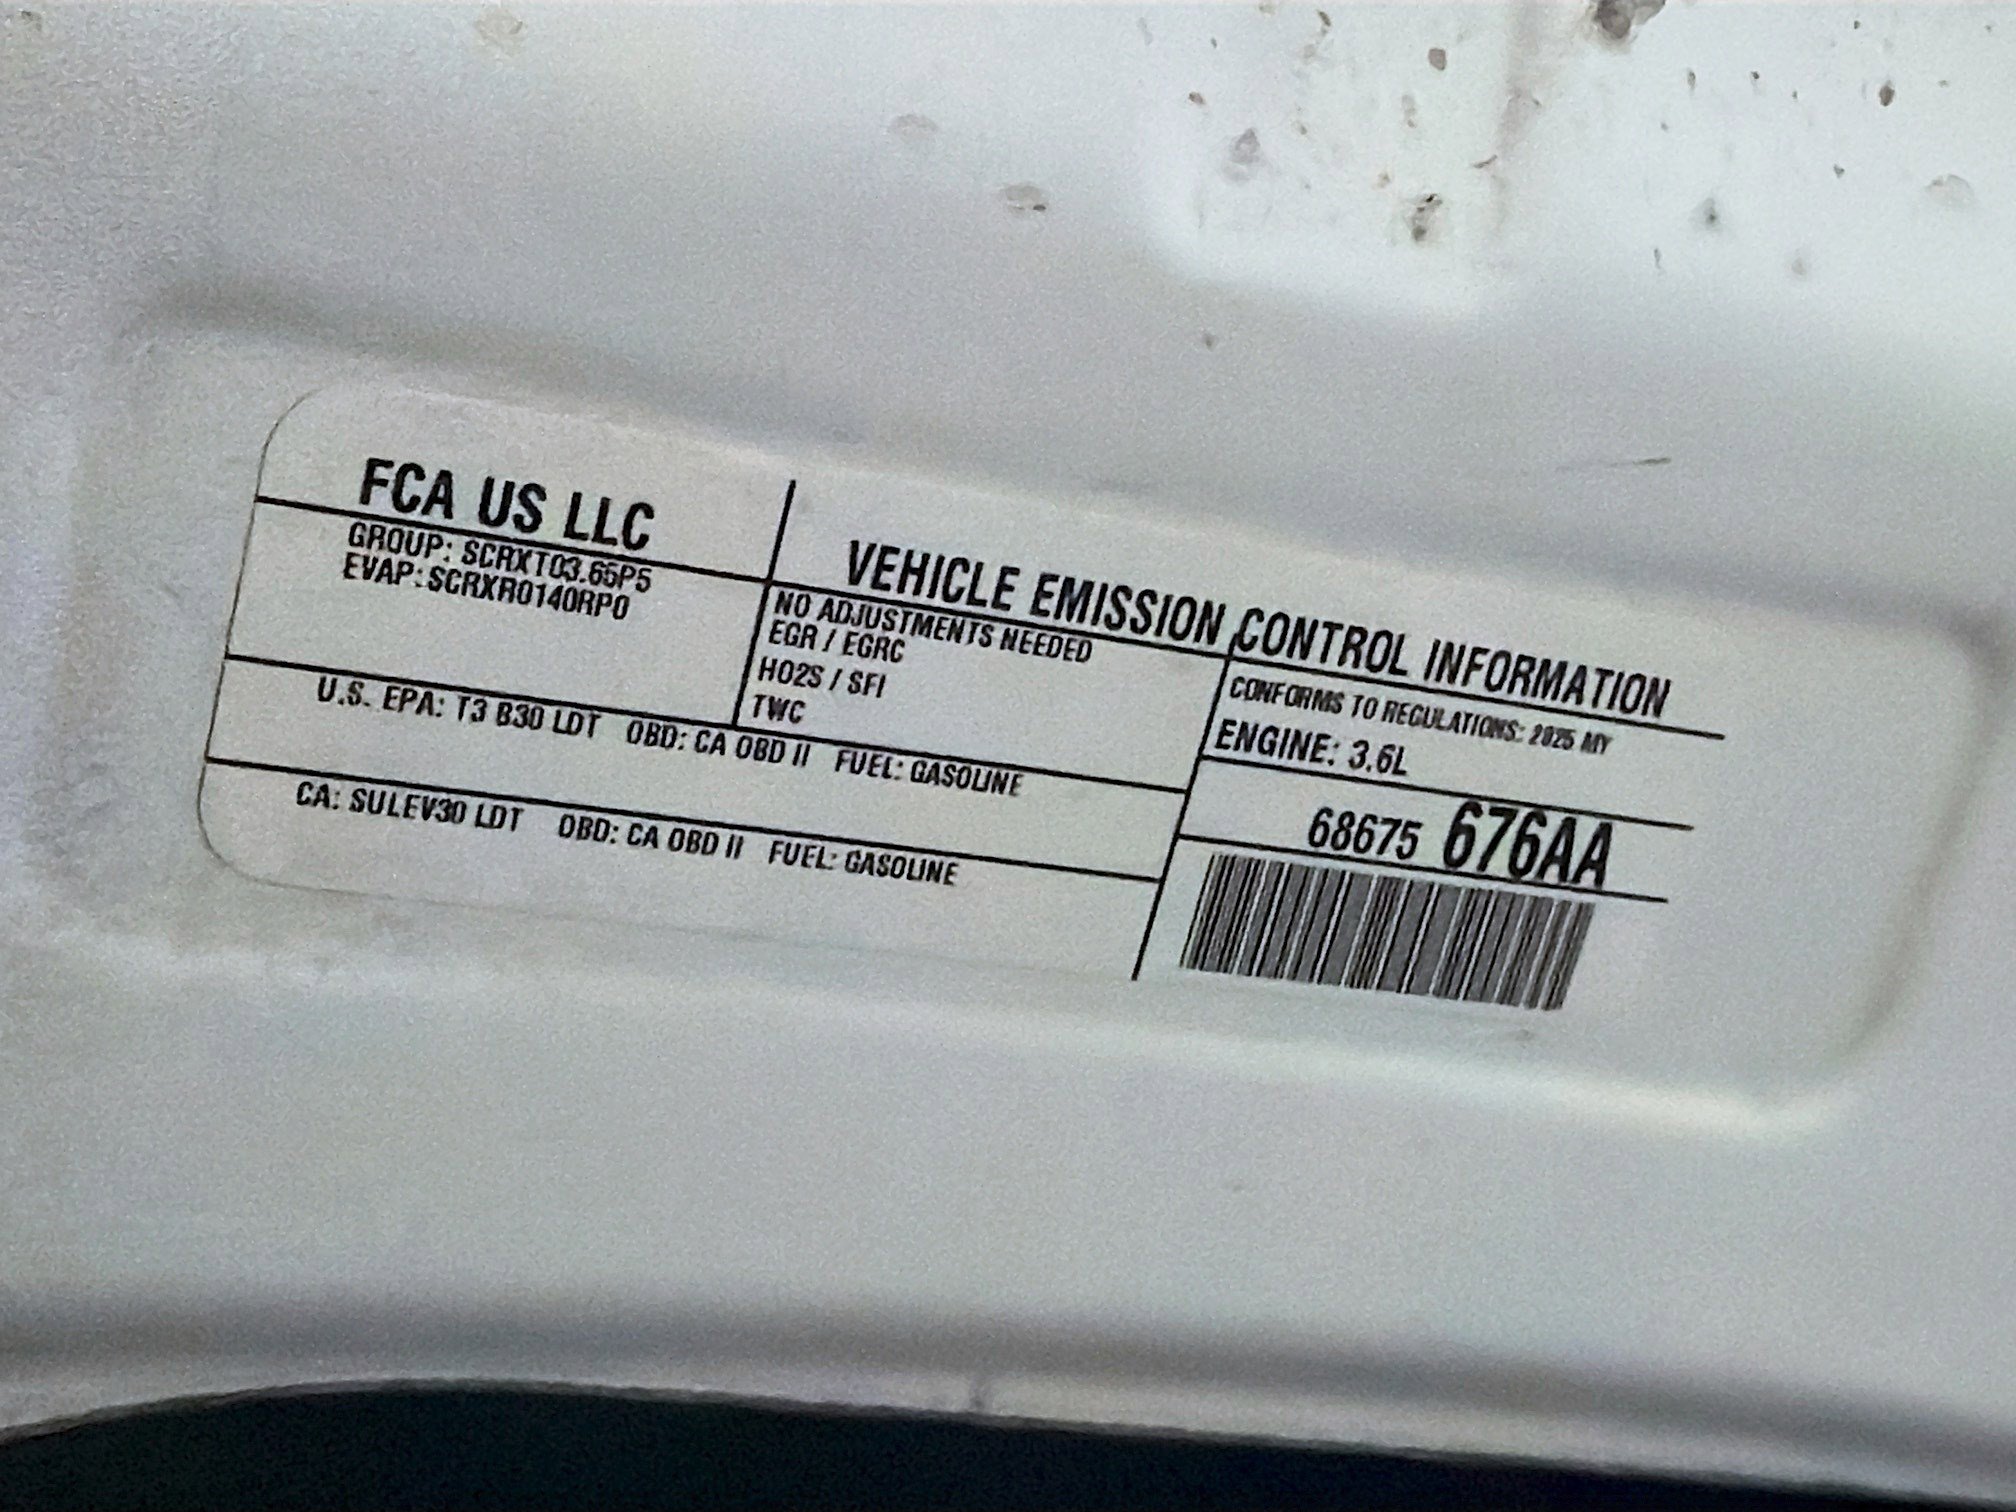 FCA US LLC
GROUP: SCRXT03.65P5
EVAP: SCRXR0140RP0
VEHICLE EMISSION CONTROL INFORMATION
NO ADJUSTMENTS NEEDED
EGR / EGRC
HO2S / SFI
TWC
CONFORMS TO REGULATIONS: 2025 MY
ENGINE: 3.6L
U.S. EPA: T3 B30 LDT OBD: CA OBD II FUEL: GASOLINE
CA: SULEV30 LDT OBD: CA OBD II FUEL: GASOLINE
68675 676AA